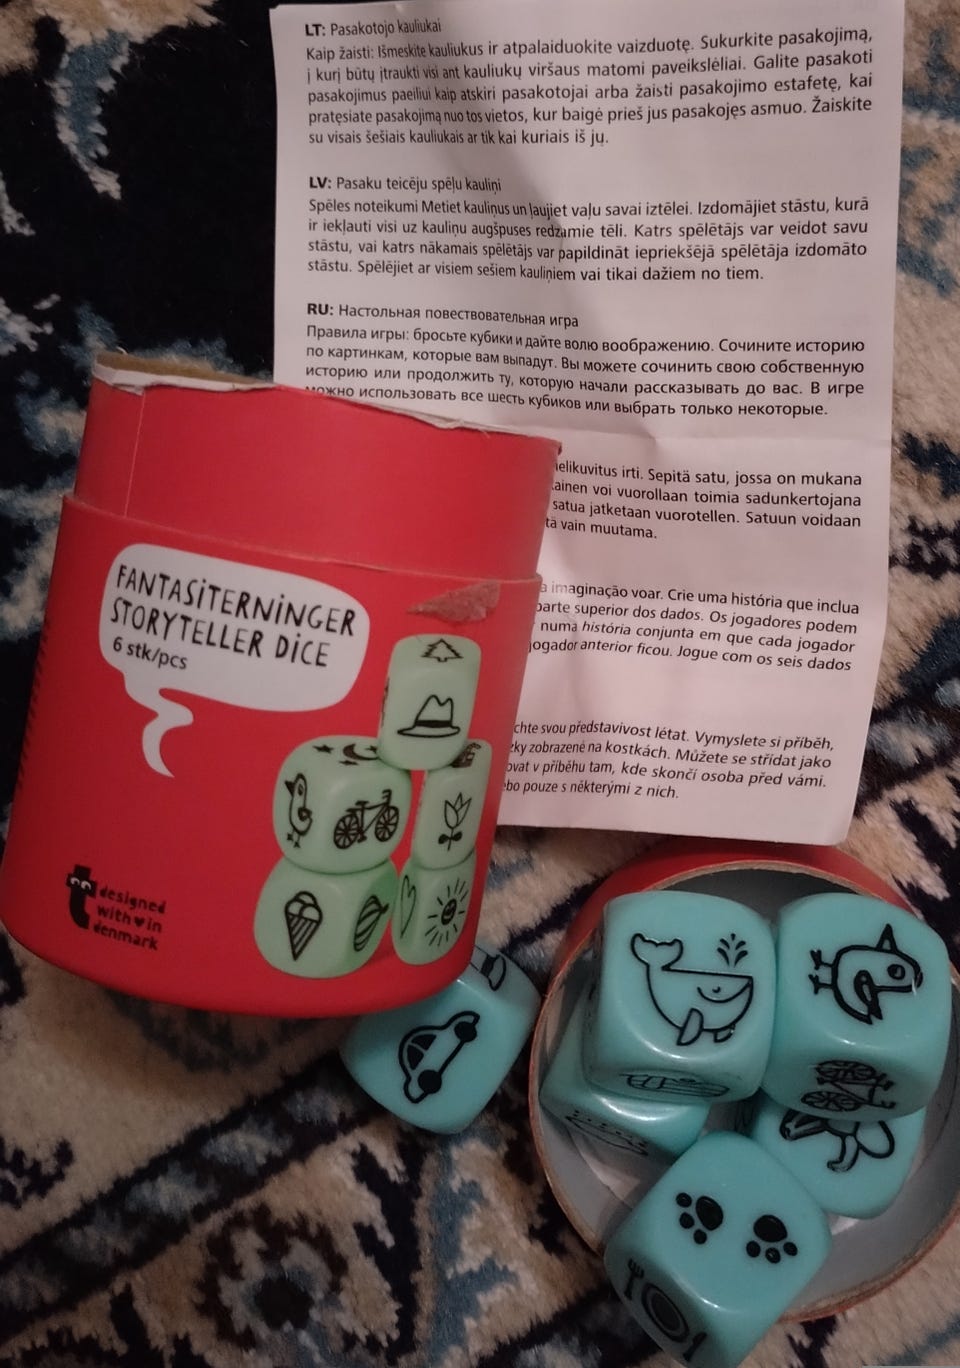 LT: Pasakotojo kauliukai
Kaip žaisti: Išmeskite kauliukus ir atpalaiduokite vaizduotę. Sukurkite pasakojimą,
į kurį būtų įtraukti visi ant kauliukų viršaus matomi paveikslėliai. Galite pasakoti
pasakojimus paeiliui kaip atskiri pasakotojai arba žaisti pasakojimo estafetę, kai
pratęsiate pasakojimą nuo tos vietos, kur baigė prieš jus pasakojęs asmuo. Žaiskite
su visais šešiais kauliukais ar tik kai kuriais iš jų.
LV: Pasaku teicēju spēļu kauliņi
Spēles noteikumi Metiet kauliņus un ļaujiet vaļu savai iztēlei. Izdomājiet stāstu, kurā
ir iekļauti visi uz kauliņu augšpuses redzamie tēli. Katrs spēlētājs var veidot savu
stāstu, vai katrs nākamais spēlētājs var papildināt iepriekšējā spēlētāja izdomāto
stāstu. Spēlējiet ar visiem sešiem kauliņiem vai tikai dažiem no tiem.
RU: Настольная повествовательная игра
Правила игры: бросьте кубики и дайте волю воображению. Сочините историю
по картинкам, которые вам выпадут. Вы можете сочинить свою собственную
историю или продолжить ту, которую начали рассказывать до вас. В игре
можно использовать все шесть кубиков или выбрать только некоторые.
ielikuvitus irti. Sepitä satu, jossa on mukana
ainen voi vuorollaan toimia sadunkertojana
satua jatketaan vuorotellen. Satuun voidaan
tä vain muutama.
a imaginação voar. Crie uma história que inclua
parte superior dos dados. Os jogadores podem
numa história conjunta em que cada jogador
jogador anterior ficou. Jogue com os seis dados
chte svou představivost létat. Vymyslete si příběh,
zky zobrazené na kostkách. Můžete se střídat jako
ovat v příběhu tam, kde skončí osoba před vámi.
ebo pouze s některými z nich.
FANTASiTERNiNGER
STORYTELLER DiCE
6 stk/pcs
designed
with ♥ in
denmark